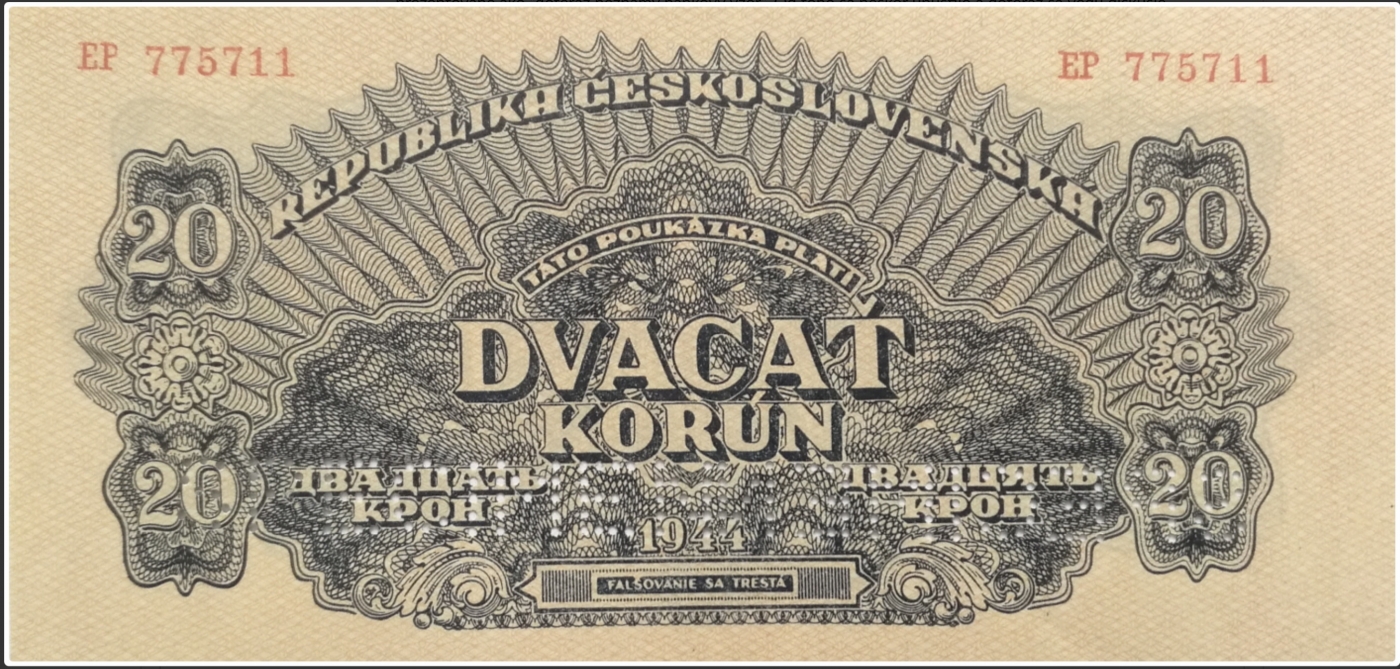 EP 775711
EP 775711
REPUBLIKA ČESKOSLOVENSKÁ
20
20
TÁTO POUKÁZKA PLATÍ
DVACAŤ
KORÚN
ДВАДЦАТЬ
КРОН
ДВАДЦЯТЬ
КРОН
20
20
1944
FALŠOVANIE SA TRESTÁ